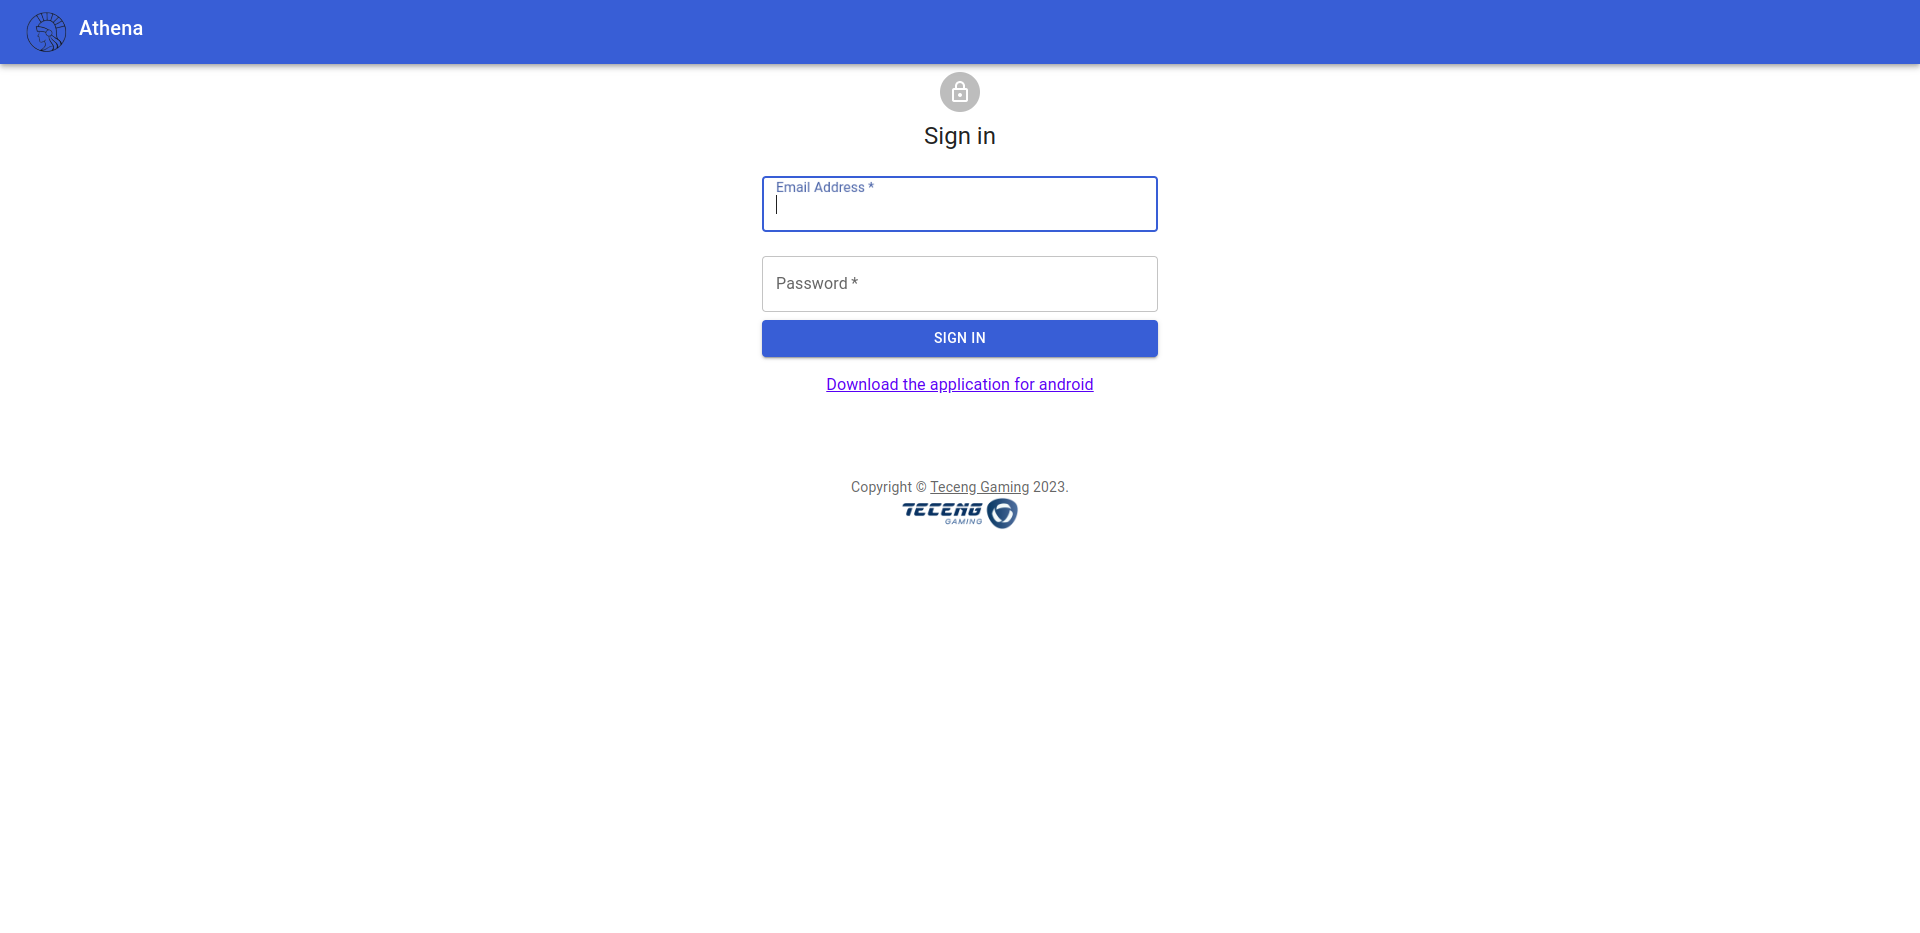 Athena
Sign in
Email Address *
Password *
SIGN IN
Download the application for android
Copyright © Teceng Gaming 2023.
TECENG
GAMING